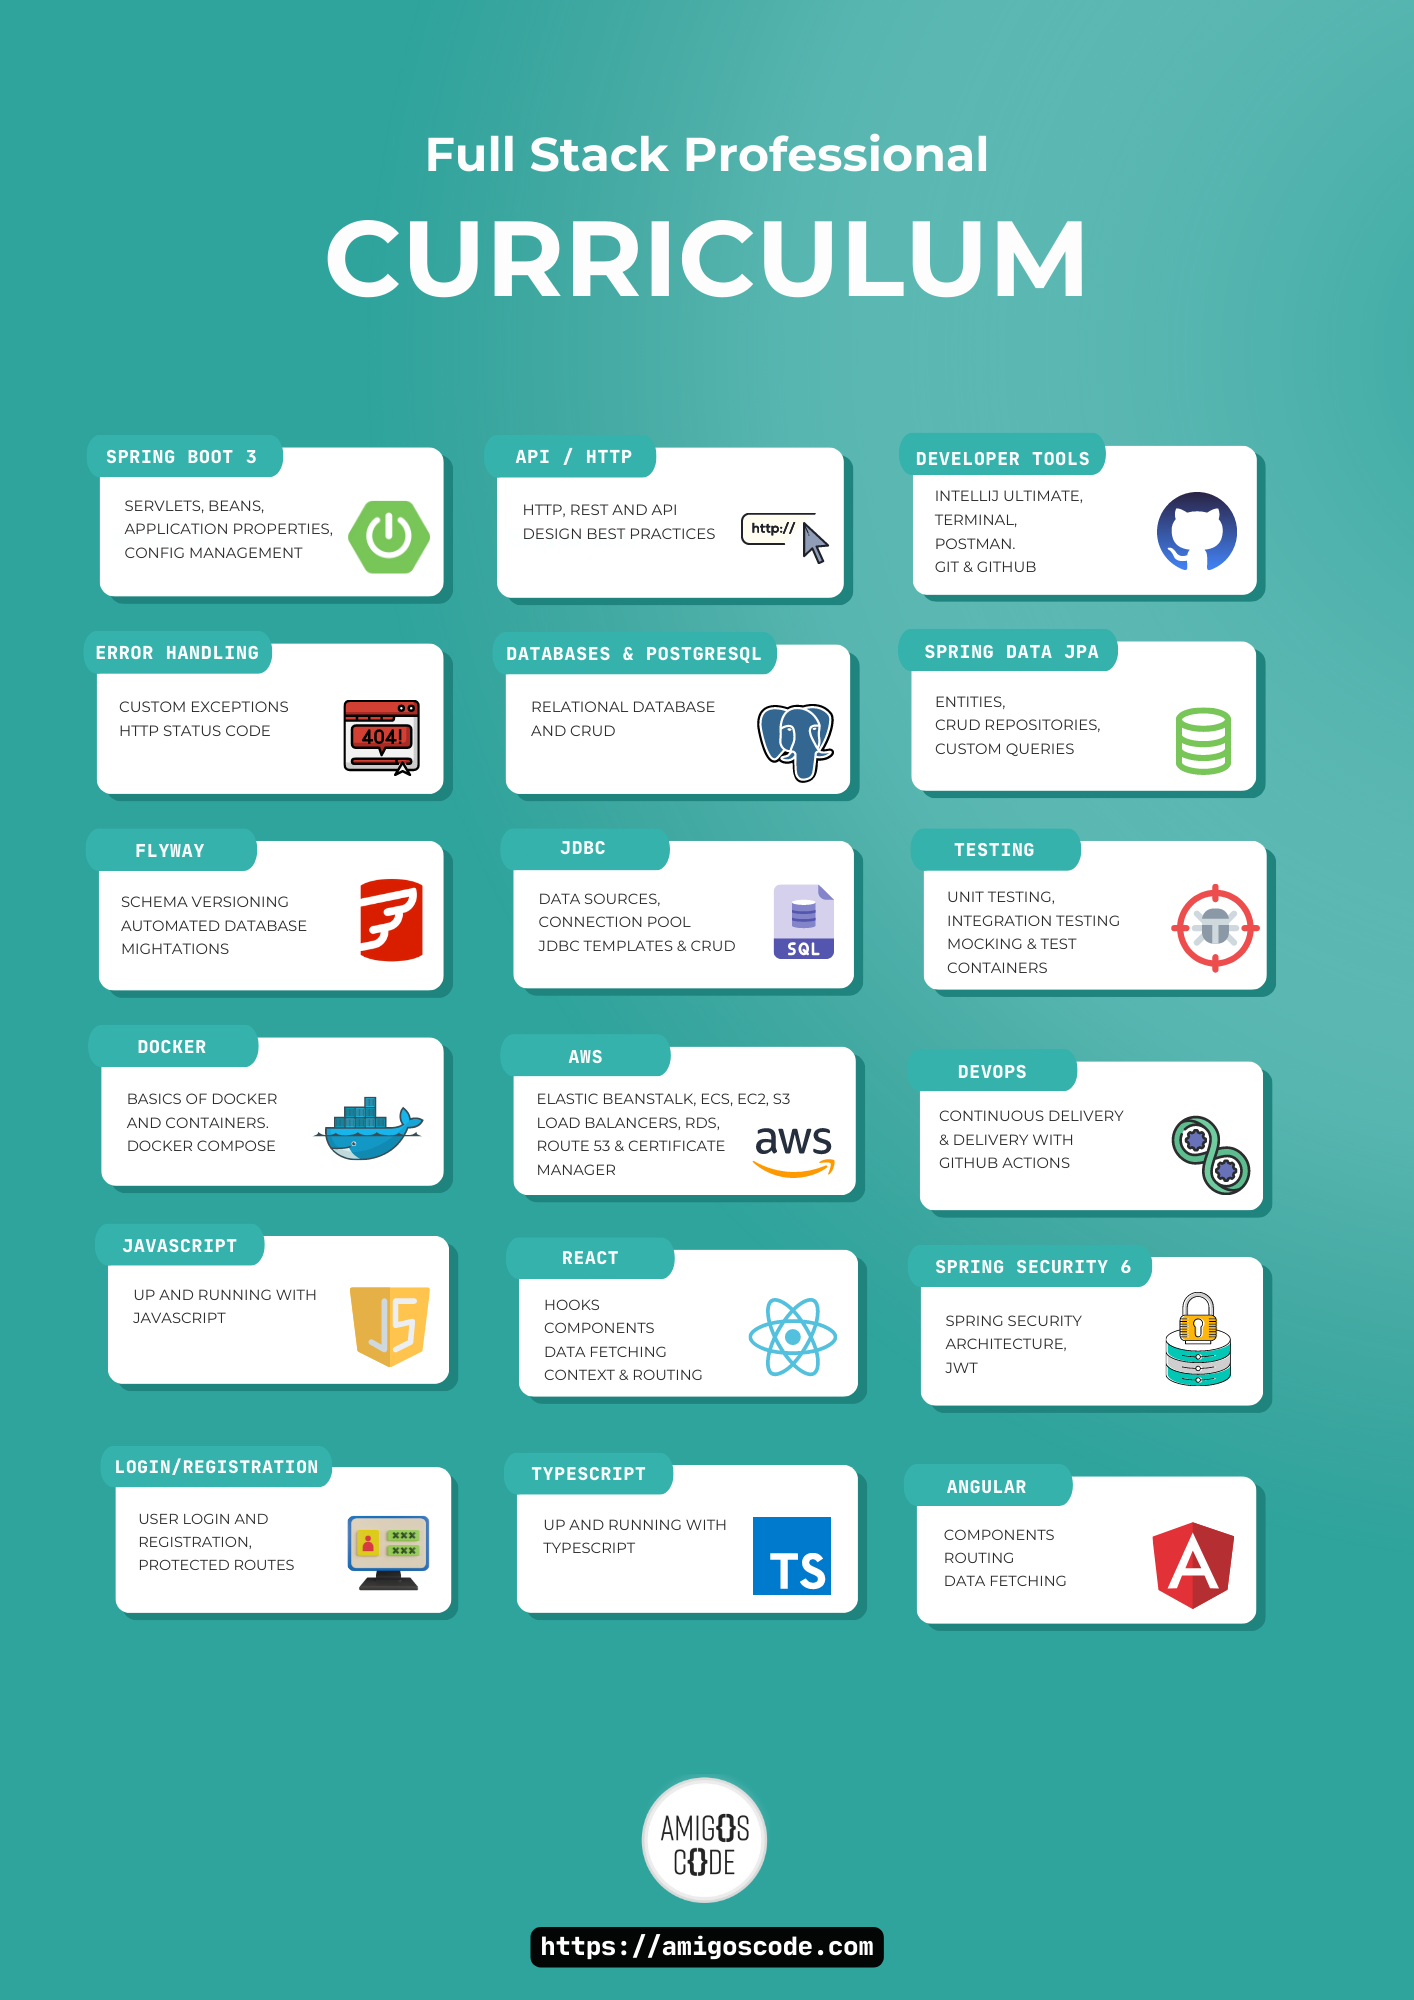 Full Stack Professional
CURRICULUM
SPRING BOOT 3
SERVLETS, BEANS,
APPLICATION PROPERTIES,
CONFIG MANAGEMENT
API / HTTP
HTTP, REST AND API
DESIGN BEST PRACTICES
http://
DEVELOPER TOOLS
INTELLIJ ULTIMATE,
TERMINAL,
POSTMAN.
GIT & GITHUB
ERROR HANDLING
CUSTOM EXCEPTIONS
HTTP STATUS CODE
404!
DATABASES & POSTGRESQL
RELATIONAL DATABASE
AND CRUD
SPRING DATA JPA
ENTITIES,
CRUD REPOSITORIES,
CUSTOM QUERIES
FLYWAY
SCHEMA VERSIONING
AUTOMATED DATABASE
MIGHTATIONS
JDBC
DATA SOURCES,
CONNECTION POOL
JDBC TEMPLATES & CRUD
SQL
TESTING
UNIT TESTING,
INTEGRATION TESTING
MOCKING & TEST
CONTAINERS
DOCKER
BASICS OF DOCKER
AND CONTAINERS.
DOCKER COMPOSE
AWS
ELASTIC BEANSTALK, ECS, EC2, S3
LOAD BALANCERS, RDS,
ROUTE 53 & CERTIFICATE
MANAGER
aws
DEVOPS
CONTINUOUS DELIVERY
& DELIVERY WITH
GITHUB ACTIONS
JAVASCRIPT
UP AND RUNNING WITH
JAVASCRIPT
JS
REACT
HOOKS
COMPONENTS
DATA FETCHING
CONTEXT & ROUTING
SPRING SECURITY 6
SPRING SECURITY
ARCHITECTURE,
JWT
LOGIN/REGISTRATION
USER LOGIN AND
REGISTRATION,
PROTECTED ROUTES
xxx
xxx
TYPESCRIPT
UP AND RUNNING WITH
TYPESCRIPT
TS
ANGULAR
COMPONENTS
ROUTING
DATA FETCHING
A
AMIG{}S
C{}DE
https://amigoscode.com